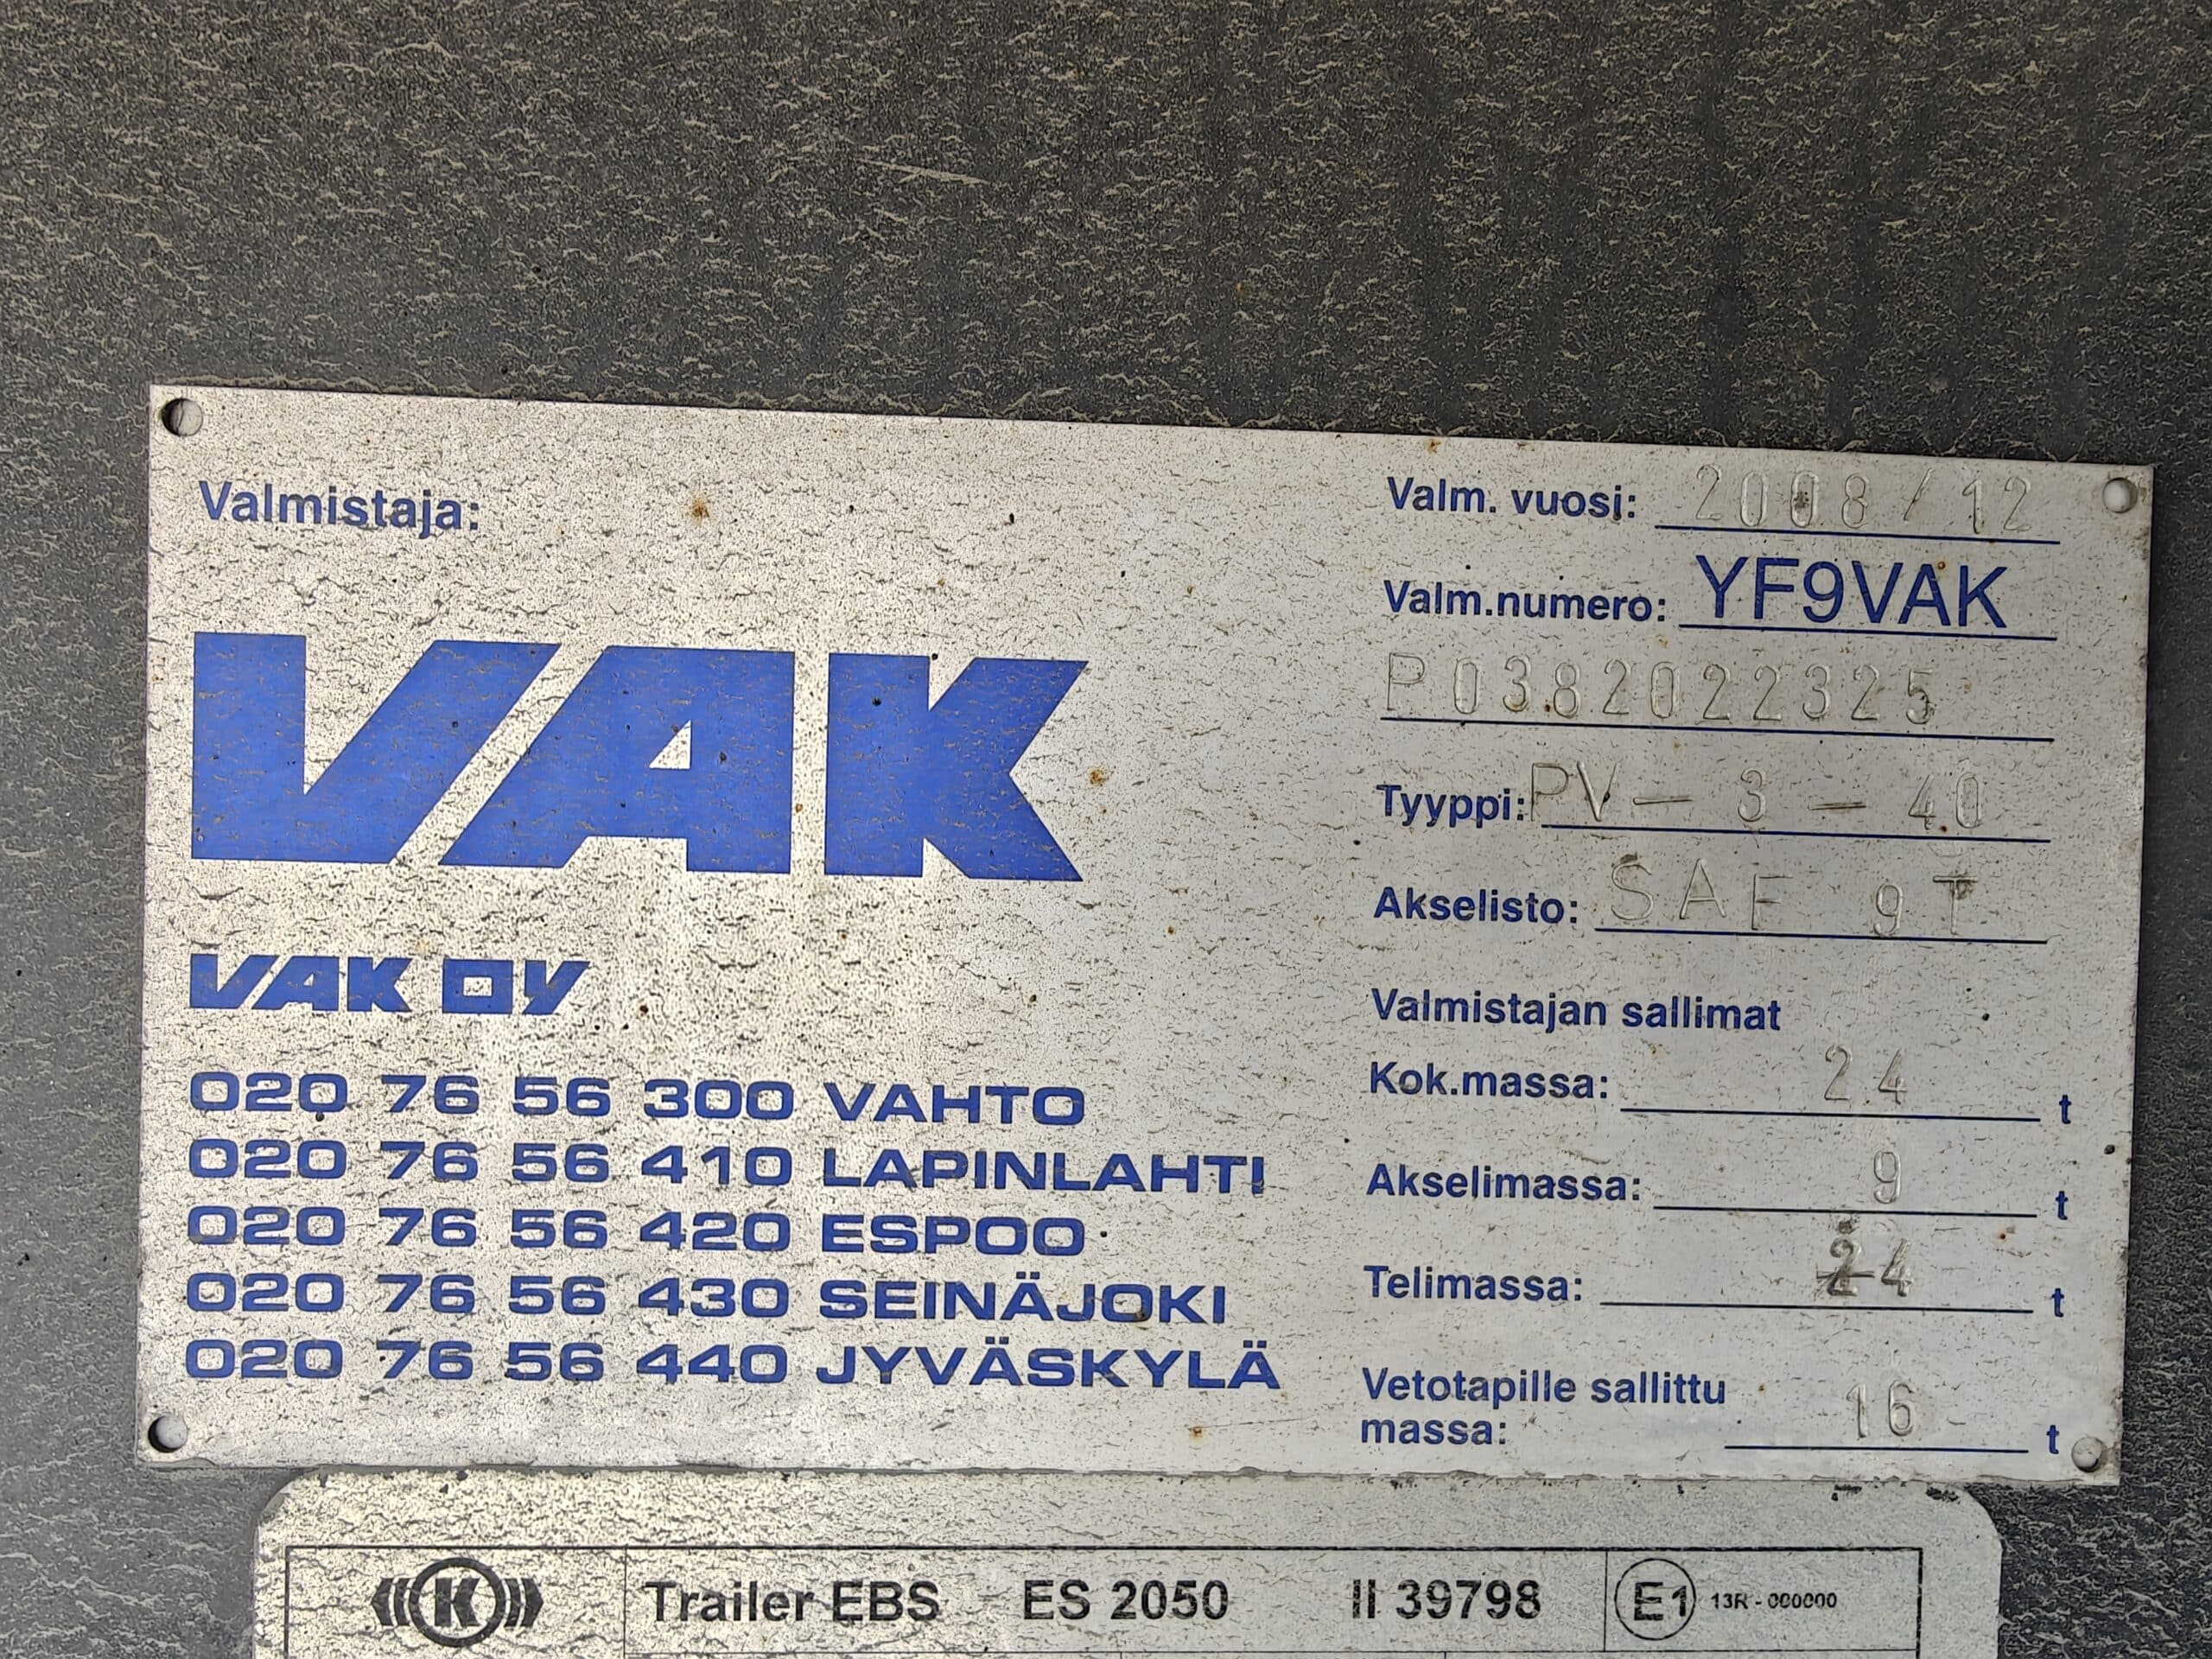 Valmistaja:
VAK
VAK OY
020 76 56 300 VAHTO
020 76 56 410 LAPINLAHTI
020 76 56 420 ESPOO
020 76 56 430 SEINÄJOKI
020 76 56 440 JYVÄSKYLÄ
Valm. vuosi: 2008/12
Valm.numero: YF9VAK
P0382022325
Tyyppi: PV-3-40
Akselisto: SAF 9T
Valmistajan sallimat
Kok.massa: 24 t
Akselimassa: 9 t
Telimassa: 24 t
Vetotapille sallittu
massa: 16 t
K Trailer EBS ES 2050 II 39798 E1 13R - 000000